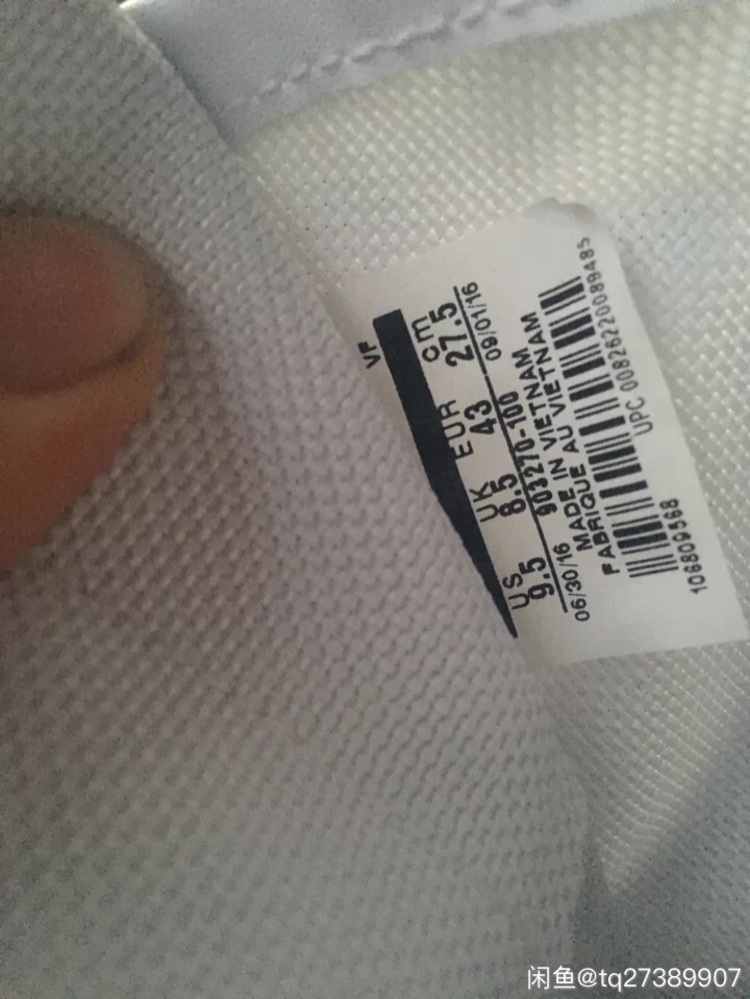 VF
US UK EUR cm
9.5 8.5 43 27.5
903270-100
06/30/16 09/01/16
MADE IN VIETNAM
FABRIQUE AU VIETNAM
UPC 00826220089485
106809568
闲鱼@tq27389907